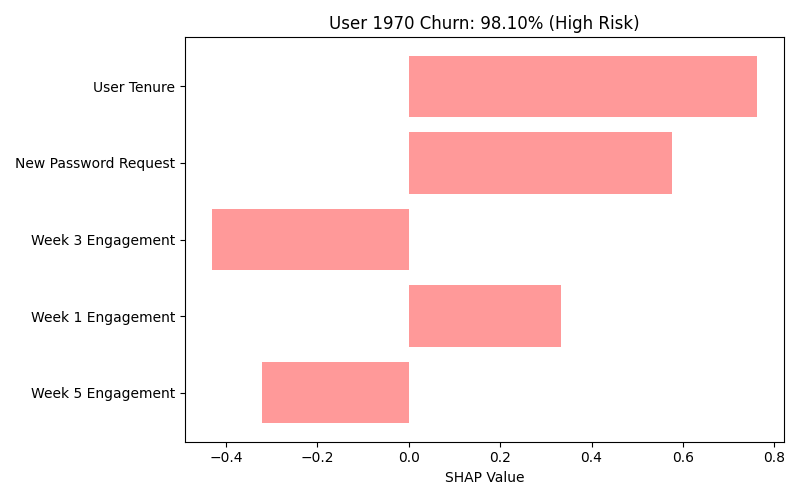 User 1970 Churn: 98.10% (High Risk)
User Tenure
New Password Request
Week 3 Engagement
Week 1 Engagement
Week 5 Engagement
−0.4 −0.2 0.0 0.2 0.4 0.6 0.8
SHAP Value